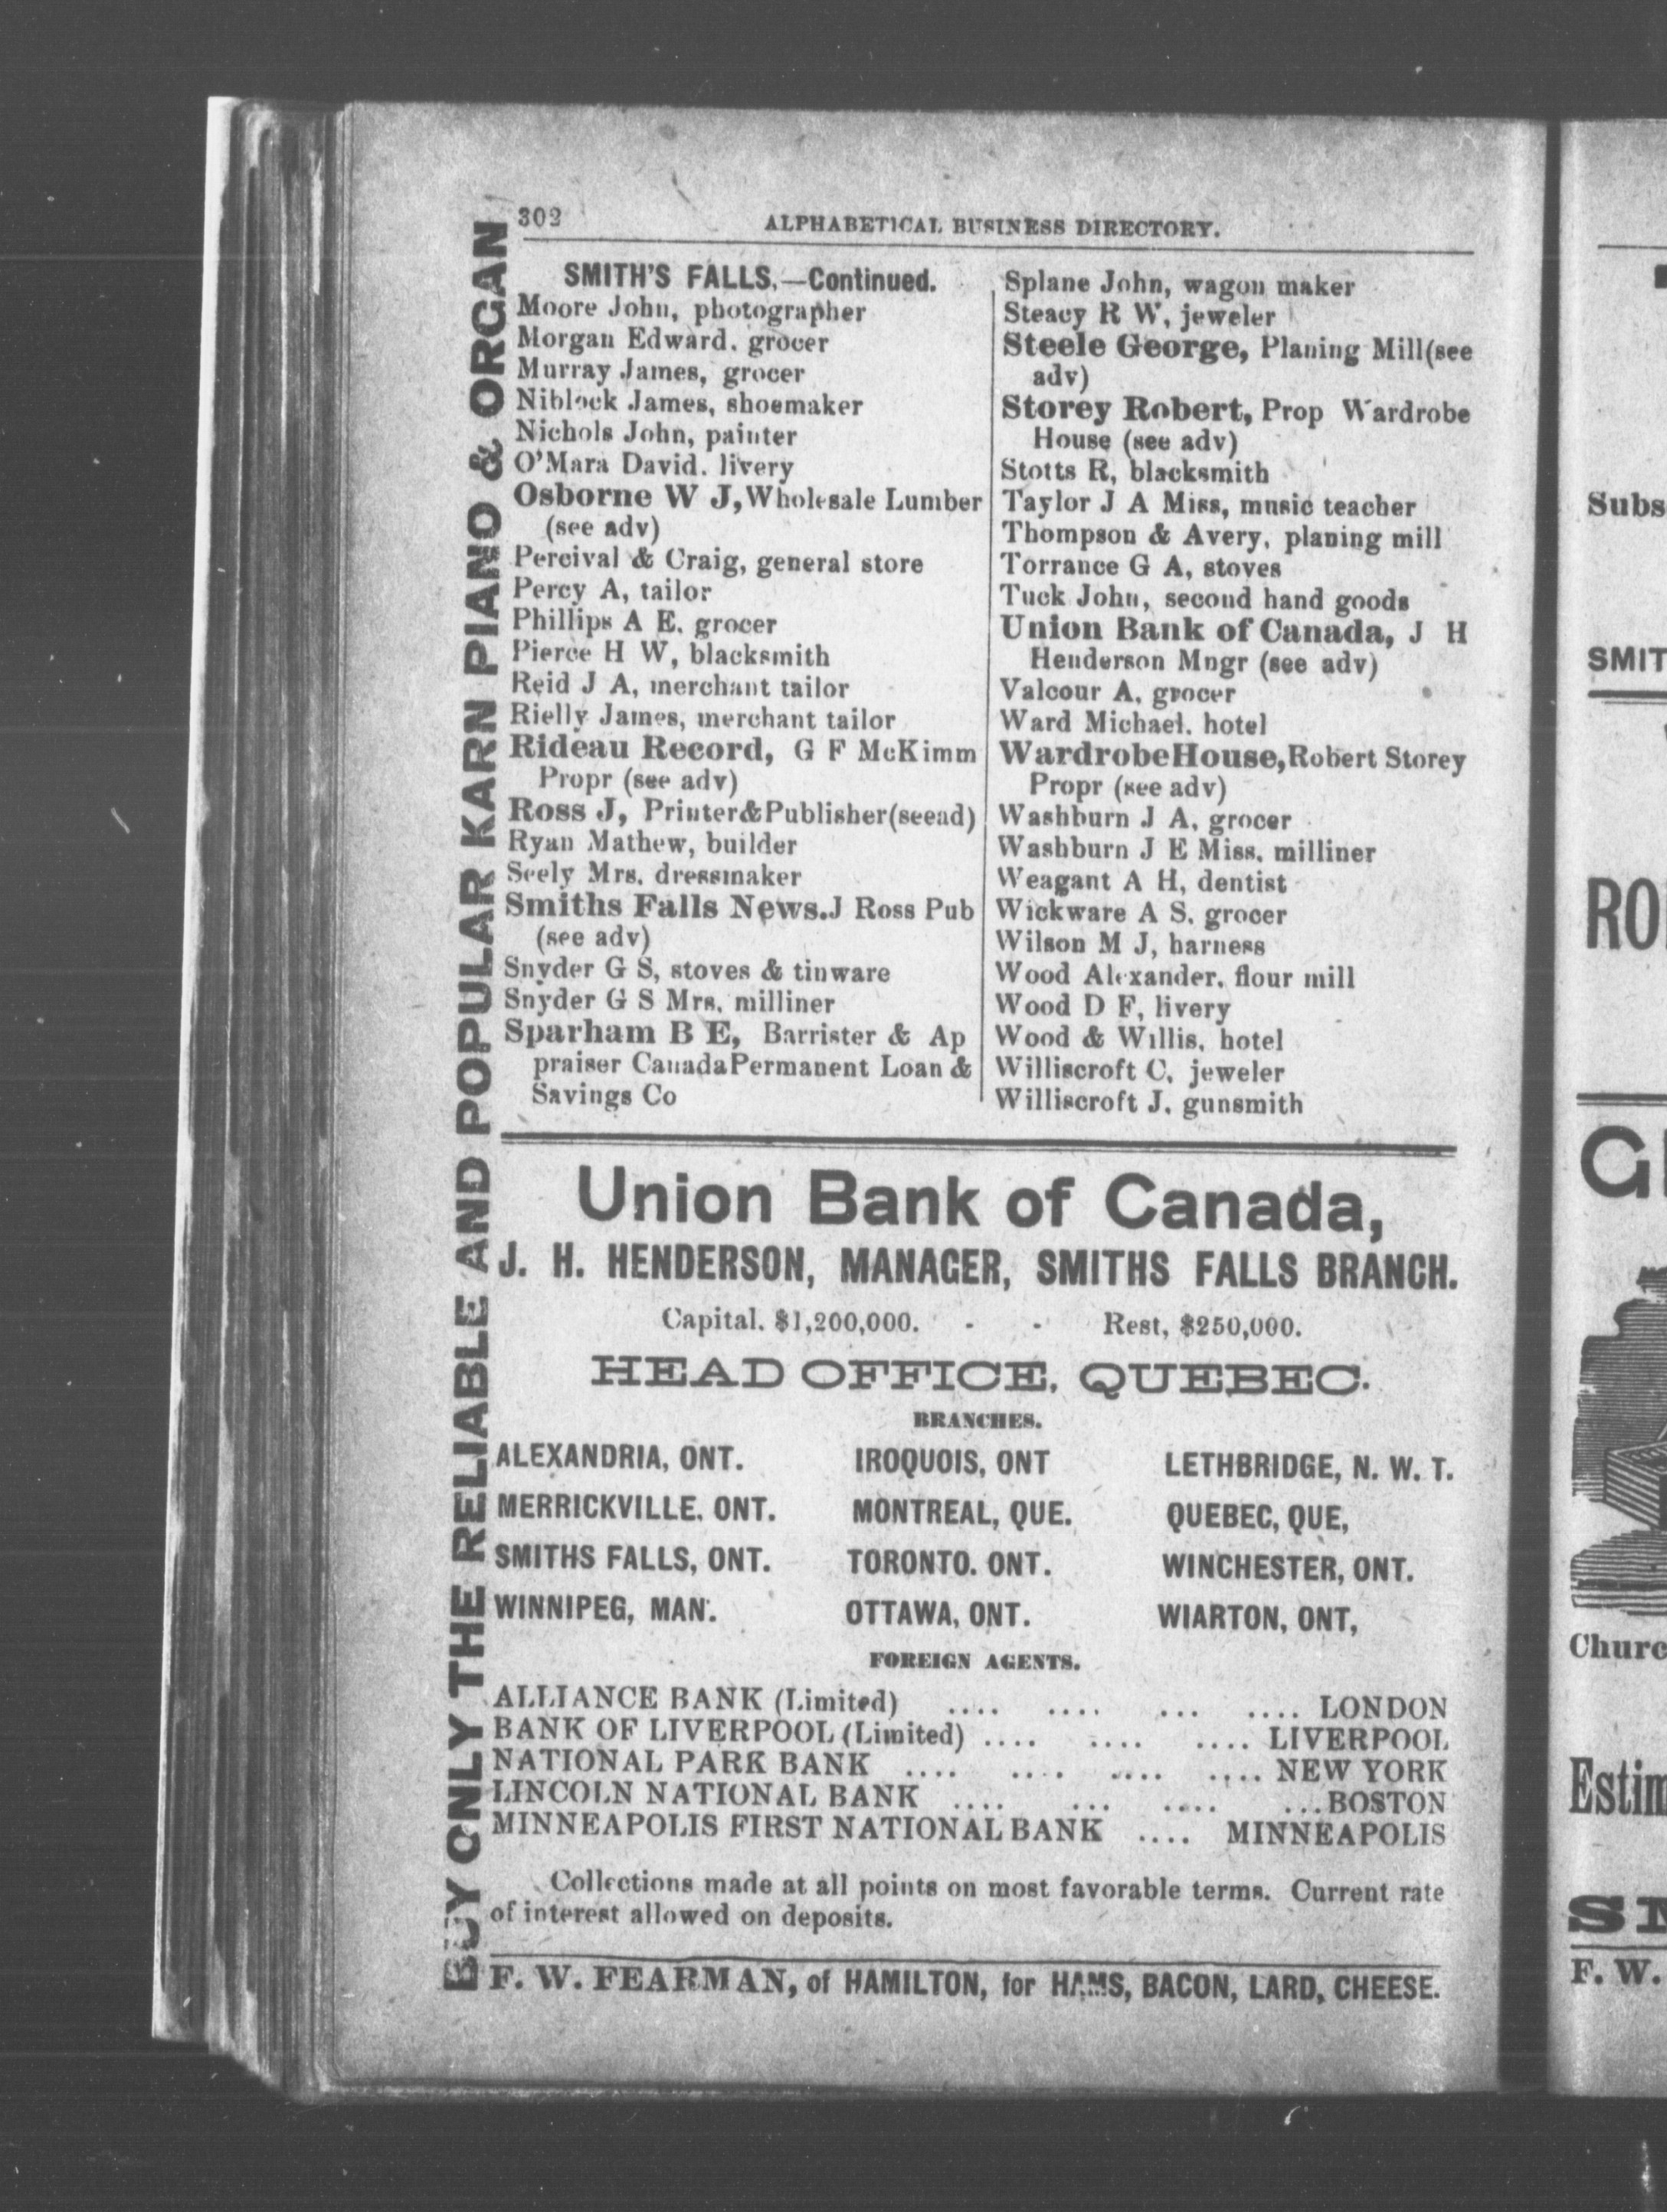 302
ALPHABETICAL BUSINESS DIRECTORY.
SMITH'S FALLS,—Continued.
Moore John, photographer
Morgan Edward. grocer
Murray James, grocer
Niblock James, shoemaker
Nichols John, painter
O'Mara David. livery
Osborne W J, Wholesale Lumber
(see adv)
Percival & Craig, general store
Percy A, tailor
Phillips A E. grocer
Pierce H W, blacksmith
Reid J A, merchant tailor
Rielly James, merchant tailor
Rideau Record, G F McKimm
Propr (see adv)
Ross J, Printer&Publisher(seead)
Ryan Mathew, builder
Seely Mrs. dressmaker
Smiths Falls News. J Ross Pub
(see adv)
Snyder G S, stoves & tinware
Snyder G S Mrs. milliner
Sparham B E, Barrister & Ap
praiser Canada Permanent Loan &
Savings Co
Splane John, wagon maker
Steacy R W, jeweler
Steele George, Planing Mill(see
adv)
Storey Robert, Prop Wardrobe
House (see adv)
Stotts R, blacksmith
Taylor J A Miss, music teacher
Thompson & Avery, planing mill
Torrance G A, stoves
Tuck John, second hand goods
Union Bank of Canada, J H
Henderson Mngr (see adv)
Valcour A, grocer
Ward Michael. hotel
WardrobeHouse, Robert Storey
Propr (see adv)
Washburn J A, grocer
Washburn J E Miss. milliner
Weagant A H, dentist
Wickware A S. grocer
Wilson M J, harness
Wood Alexander. flour mill
Wood D F, livery
Wood & Willis, hotel
Williscroft C, jeweler
Williscroft J. gunsmith
Union Bank of Canada,
J. H. HENDERSON, MANAGER, SMITHS FALLS BRANCH.
Capital. $1,200,000. - - Rest, $250,000.
HEAD OFFICE, QUEBEC.
BRANCHES.
ALEXANDRIA, ONT. IROQUOIS, ONT LETHBRIDGE, N. W. T.
MERRICKVILLE. ONT. MONTREAL, QUE. QUEBEC, QUE,
SMITHS FALLS, ONT. TORONTO. ONT. WINCHESTER, ONT.
WINNIPEG, MAN. OTTAWA, ONT. WIARTON, ONT,
FOREIGN AGENTS.
ALLIANCE BANK (Limited) .... .... ... .... LONDON
BANK OF LIVERPOOL (Limited) .... .... .... LIVERPOOL
NATIONAL PARK BANK .... .... .... .... NEW YORK
LINCOLN NATIONAL BANK .... ... .... ... BOSTON
MINNEAPOLIS FIRST NATIONAL BANK .... MINNEAPOLIS
Collections made at all points on most favorable terms. Current rate
of interest allowed on deposits.
F. W. FEARMAN, of HAMILTON, for HAMS, BACON, LARD, CHEESE.
BUY ONLY THE RELIABLE AND POPULAR KARN PIANO & ORGAN
Subs
SMIT
RO
Churc
Estim
F. W.